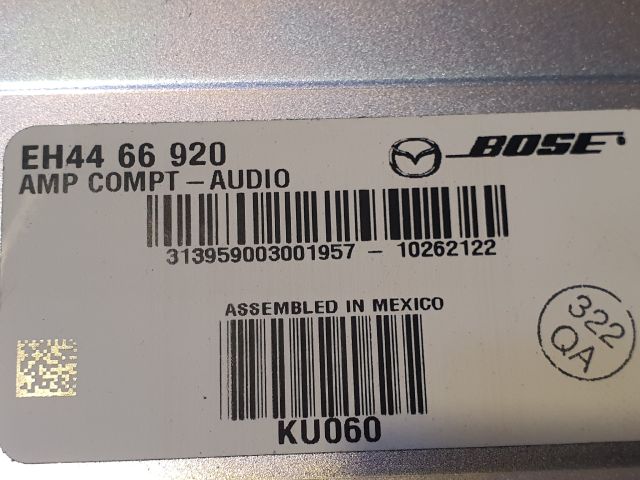 EH44 66 920
BOSE
AMP COMPT - AUDIO
313959003001957 - 10262122
ASSEMBLED IN MEXICO
322
QA
KU060